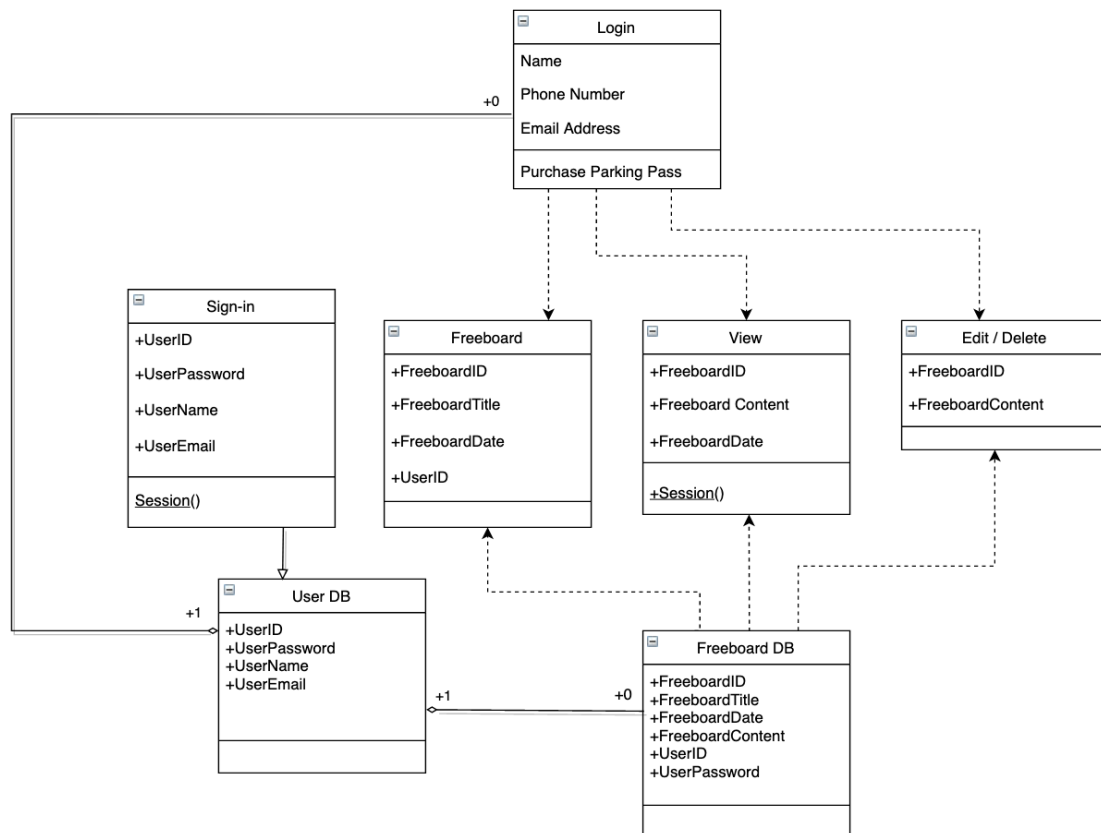 Login
Name
Phone Number
Email Address
Purchase Parking Pass
+0
Sign-in
+UserID
+UserPassword
+UserName
+UserEmail
Session()
Freeboard
+FreeboardID
+FreeboardTitle
+FreeboardDate
+UserID
View
+FreeboardID
+Freeboard Content
+FreeboardDate
+Session()
Edit / Delete
+FreeboardID
+FreeboardContent
+1
User DB
+UserID
+UserPassword
+UserName
+UserEmail
+1
+0
Freeboard DB
+FreeboardID
+FreeboardTitle
+FreeboardDate
+FreeboardContent
+UserID
+UserPassword